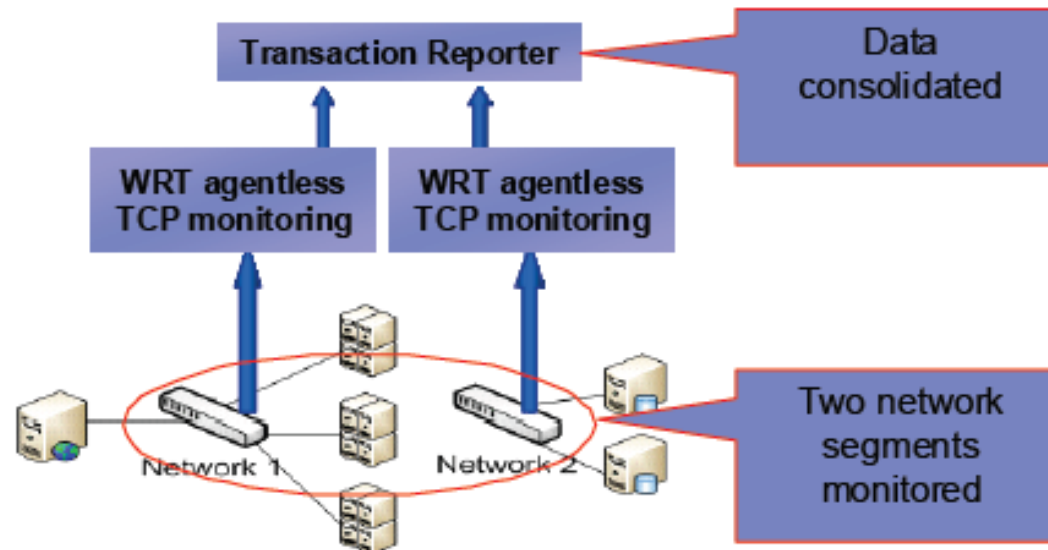 Transaction Reporter
Data
consolidated
WRT agentless
TCP monitoring
WRT agentless
TCP monitoring
Network 1
Network 2
Two network
segments
monitored